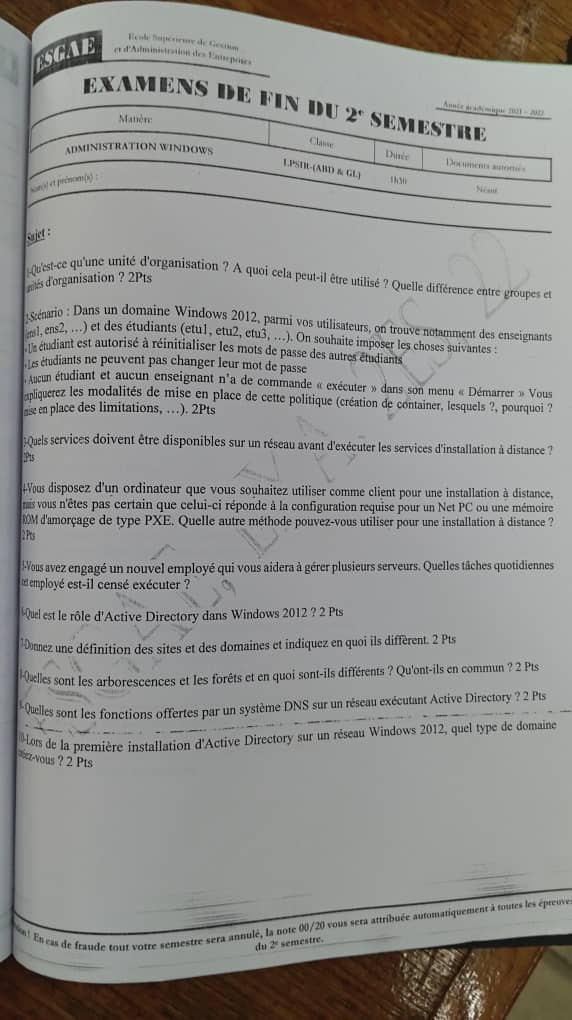 ESGAE
Ecole Supérieure de Gestion
et d'Administration des Entreprises
EXAMENS DE FIN DU 2e SEMESTRE
Année académique 2021 - 2022
Matière
Classe
Durée
Documents autorisés
ADMINISTRATION WINDOWS
LPSIR-(ABD & GL)
1h30
Néant
Nom(s) et prénom(s) :
Sujet :
1-Qu'est-ce qu'une unité d'organisation ? A quoi cela peut-il être utilisé ? Quelle différence entre groupes et
unités d'organisation ? 2Pts
2-Scénario : Dans un domaine Windows 2012, parmi vos utilisateurs, on trouve notamment des enseignants
(ens1, ens2, …) et des étudiants (etu1, etu2, etu3, …). On souhaite imposer les choses suivantes :
- Un étudiant est autorisé à réinitialiser les mots de passe des autres étudiants
- Les étudiants ne peuvent pas changer leur mot de passe
- Aucun étudiant et aucun enseignant n'a de commande « exécuter » dans son menu « Démarrer » Vous
expliquerez les modalités de mise en place de cette politique (création de container, lesquels ?, pourquoi ?
mise en place des limitations, …). 2Pts
3-Quels services doivent être disponibles sur un réseau avant d'exécuter les services d'installation à distance ?
2Pts
4-Vous disposez d'un ordinateur que vous souhaitez utiliser comme client pour une installation à distance,
mais vous n'êtes pas certain que celui-ci réponde à la configuration requise pour un Net PC ou une mémoire
ROM d'amorçage de type PXE. Quelle autre méthode pouvez-vous utiliser pour une installation à distance ?
2 Pts
5-Vous avez engagé un nouvel employé qui vous aidera à gérer plusieurs serveurs. Quelles tâches quotidiennes
cet employé est-il censé exécuter ?
6-Quel est le rôle d'Active Directory dans Windows 2012 ? 2 Pts
7-Donnez une définition des sites et des domaines et indiquez en quoi ils diffèrent. 2 Pts
8-Quelles sont les arborescences et les forêts et en quoi sont-ils différents ? Qu'ont-ils en commun ? 2 Pts
9-Quelles sont les fonctions offertes par un système DNS sur un réseau exécutant Active Directory ? 2 Pts
10-Lors de la première installation d'Active Directory sur un réseau Windows 2012, quel type de domaine
créez-vous ? 2 Pts
! En cas de fraude tout votre semestre sera annulé, la note 00/20 vous sera attribuée automatiquement à toutes les épreuves
du 2e semestre.